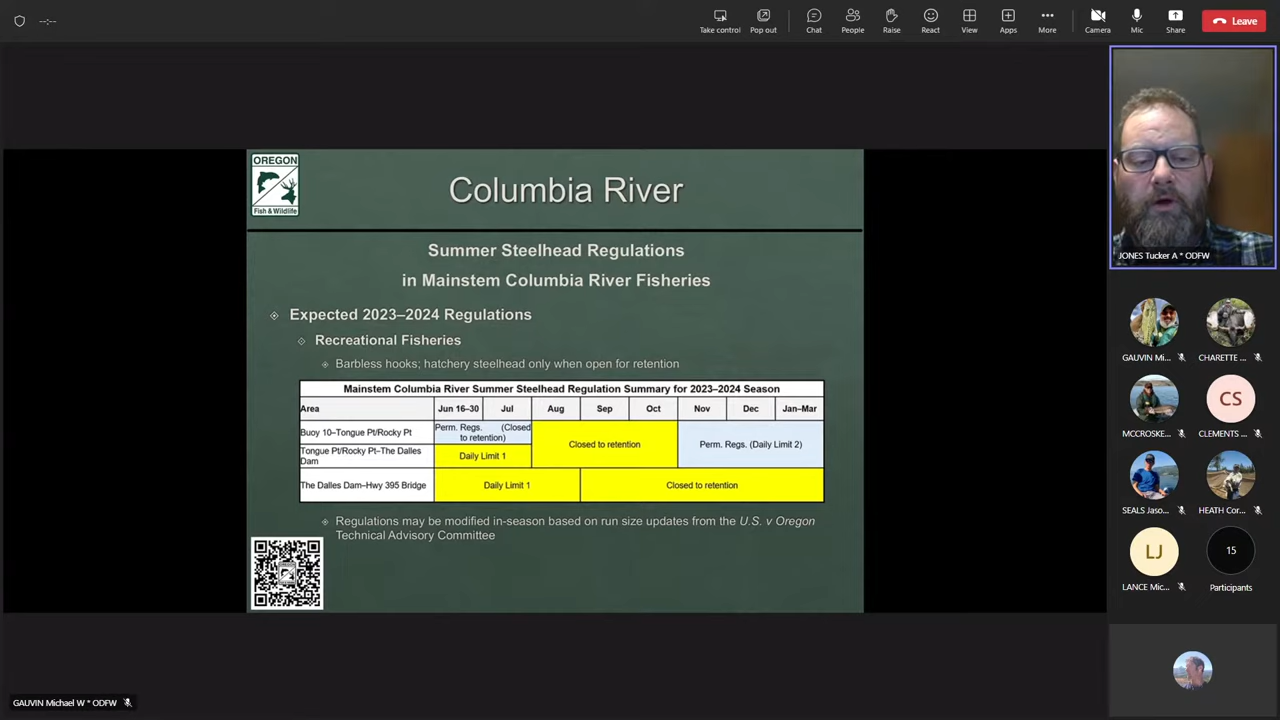 --:--
Take control
Pop out
Chat
People
Raise
React
View
Apps
More
Camera
Mic
Share
Leave
OREGON
Fish & Wildlife
Columbia River
Summer Steelhead Regulations
in Mainstem Columbia River Fisheries
Expected 2023–2024 Regulations
Recreational Fisheries
Barbless hooks; hatchery steelhead only when open for retention
Mainstem Columbia River Summer Steelhead Regulation Summary for 2023–2024 Season
Area Jun 16–30 Jul Aug Sep Oct Nov Dec Jan–Mar
Buoy 10–Tongue Pt/Rocky Pt
Perm. Regs. (Closed
to retention)
Tongue Pt/Rocky Pt–The Dalles
Dam
Daily Limit 1
Closed to retention
Perm. Regs. (Daily Limit 2)
The Dalles Dam–Hwy 395 Bridge Daily Limit 1 Closed to retention
Regulations may be modified in-season based on run size updates from the U.S. v Oregon
Technical Advisory Committee
JONES Tucker A * ODFW
GAUVIN Mi...
CHARETTE ...
MCCROSKE...
CS
CLEMENTS ...
SEALS Jaso...
HEATH Cor...
LJ
LANCE Mic...
15
Participants
GAUVIN Michael W * ODFW